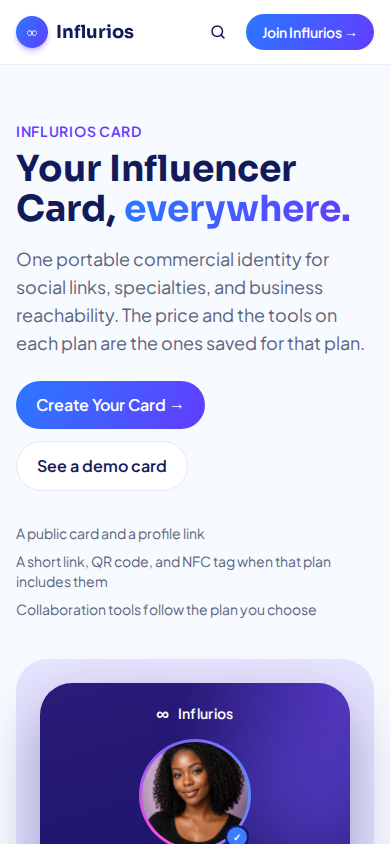 ∞ Influrios
Join Influrios →
INFLURIOS CARD
Your Influencer
Card, everywhere.
One portable commercial identity for
social links, specialties, and business
reachability. The price and the tools on
each plan are the ones saved for that plan.
Create Your Card →
See a demo card
A public card and a profile link
A short link, QR code, and NFC tag when that plan
includes them
Collaboration tools follow the plan you choose
∞ Influrios